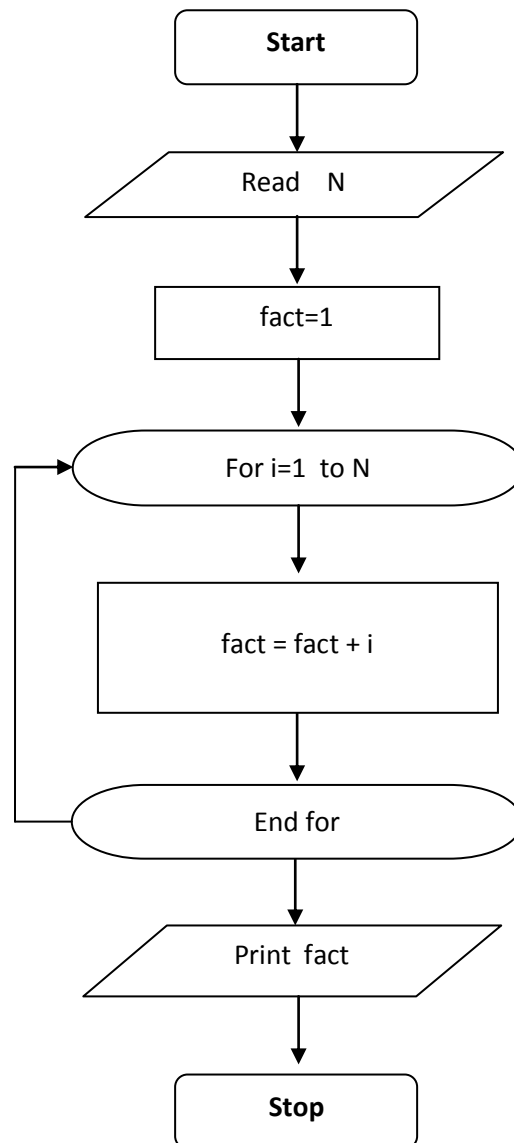 Start
Read N
fact=1
For i=1 to N
fact = fact + i
End for
Print fact
Stop